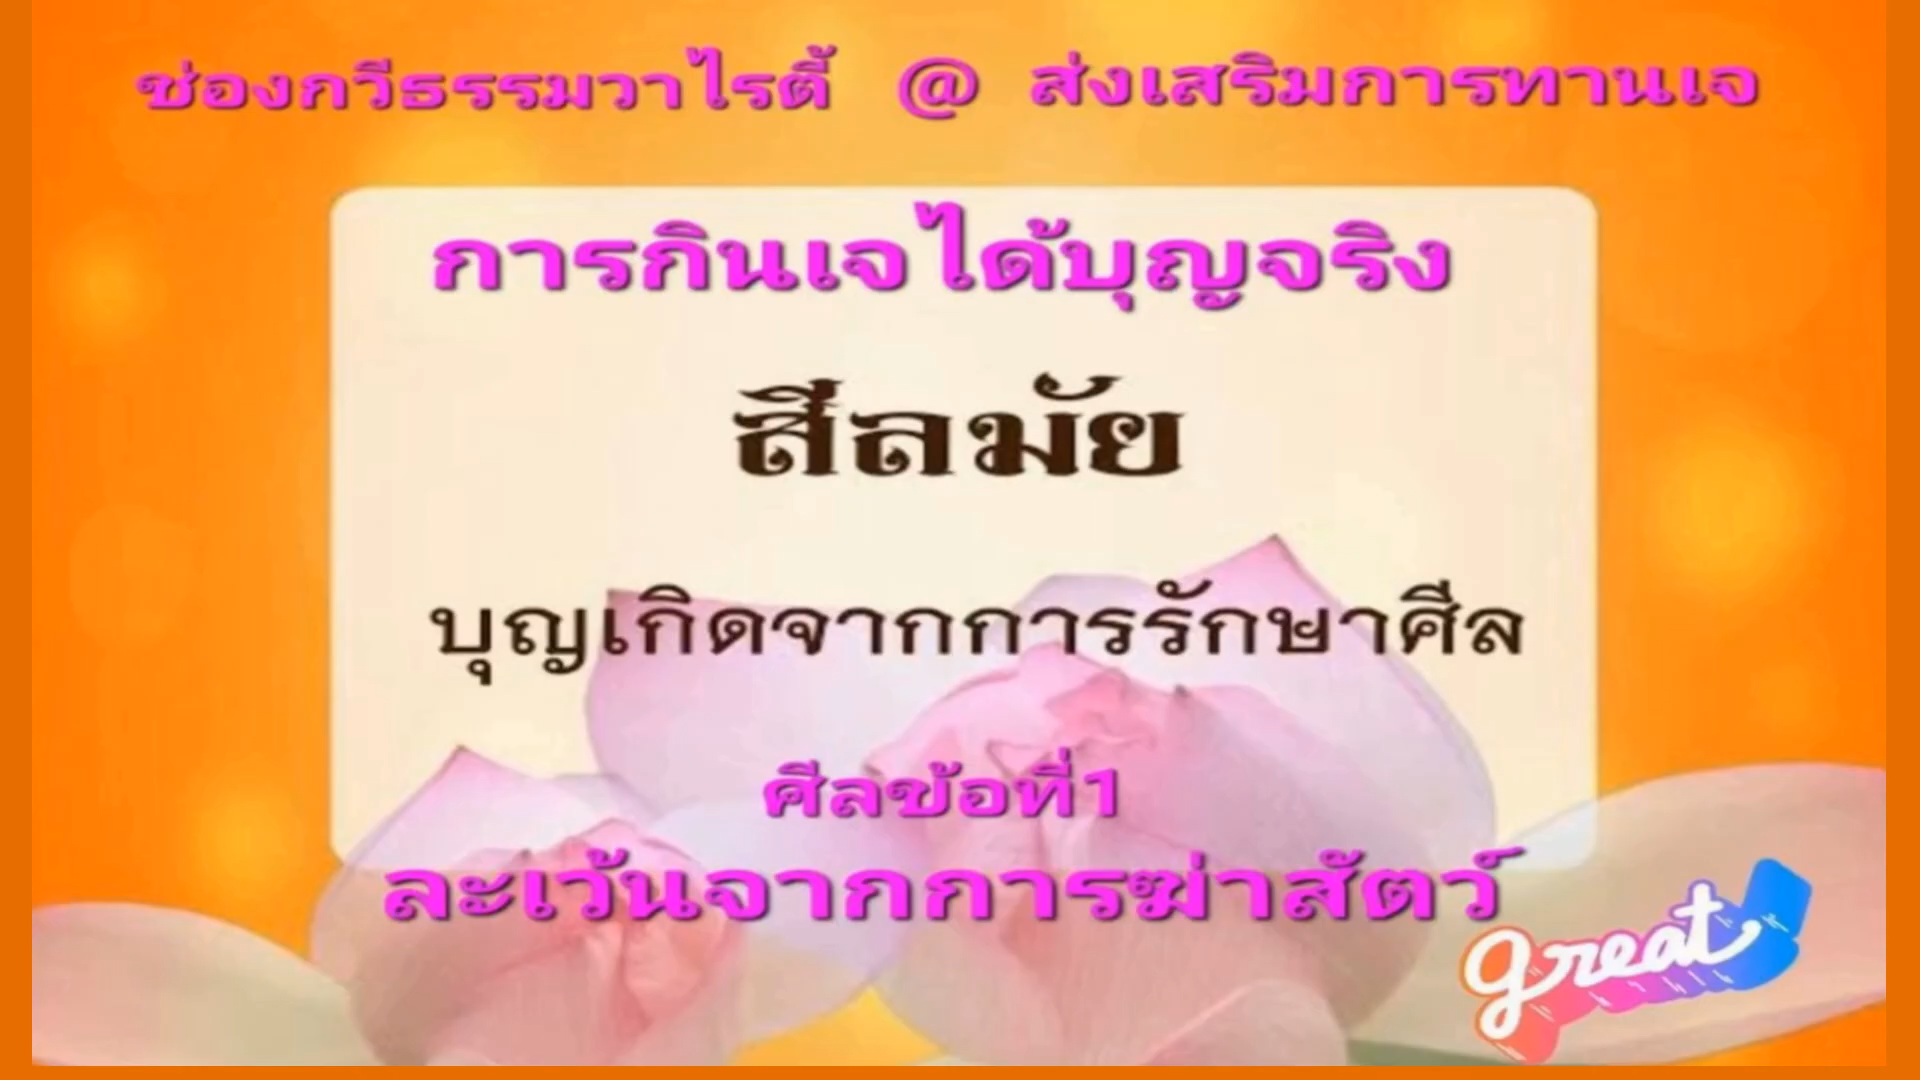 ช่องกวีธรรมวาไรตี้ @ ส่งเสริมการทานเจ
การกินเจได้บุญจริง
สีลมัย
บุญเกิดจากการรักษาศีล
ศีลข้อที่1
ละเว้นจากการฆ่าสัตว์
great